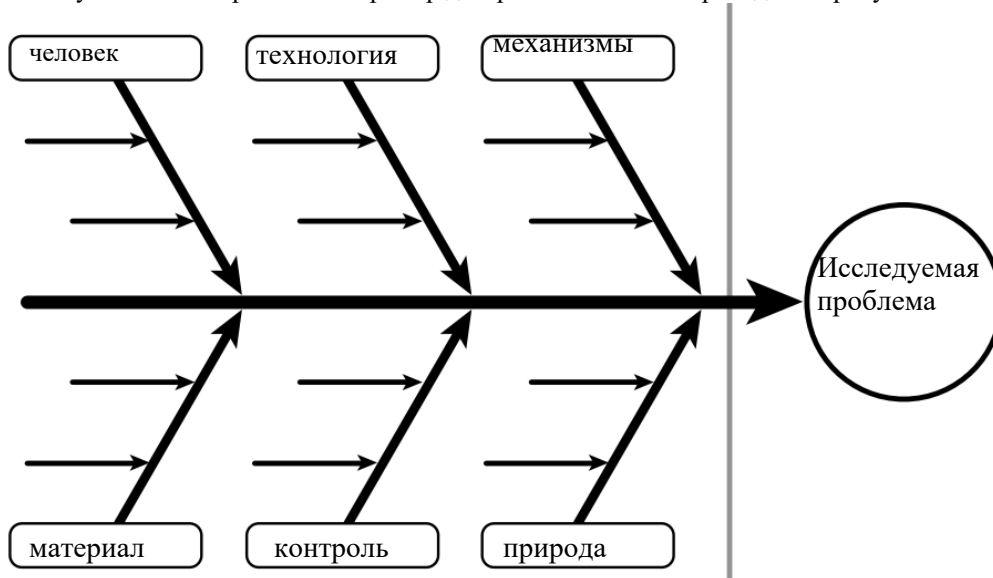 человек
технология
механизмы
Исследуемая
проблема
материал
контроль
природа